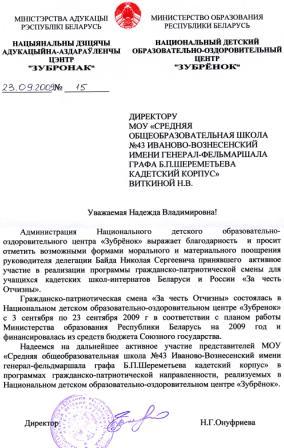 МІНІСТЭРСТВА АДУКАЦЫІ
РЭСПУБЛІКІ БЕЛАРУСЬ
МИНИСТЕРСТВО ОБРАЗОВАНИЯ
РЕСПУБЛИКИ БЕЛАРУСЬ
НАЦЫЯНАЛЬНЫ ДЗІЦЯЧЫ
АДУКАЦЫЙНА-АЗДАРАЎЛЕНЧЫ
ЦЭНТР
"ЗУБРОНАК"
НАЦИОНАЛЬНЫЙ ДЕТСКИЙ
ОБРАЗОВАТЕЛЬНО-ОЗДОРОВИТЕЛЬНЫЙ
ЦЕНТР
"ЗУБРЁНОК"
23.09.2009 № 15
ДИРЕКТОРУ
МОУ «СРЕДНЯЯ
ОБЩЕОБРАЗОВАТЕЛЬНАЯ ШКОЛА
№43 ИВАНОВО-ВОЗНЕСЕНСКИЙ
ИМЕНИ ГЕНЕРАЛ-ФЕЛЬМАРШАЛА
ГРАФА Б.П.ШЕРЕМЕТЬЕВА
КАДЕТСКИЙ КОРПУС»
ВИТКИНОЙ Н.В.
Уважаемая Надежда Владимировна!
Администрация Национального детского образовательно-
оздоровительного центра «Зубрёнок» выражает благодарность и просит
отметить возможными формами морального и материального поощрения
руководителя делегации Байда Николая Сергеевича принявшего активное
участие в реализации программы гражданско-патриотической смены для
учащихся кадетских школ-интернатов Беларуси и России «За честь
Отчизны».
Гражданско-патриотическая смена «За честь Отчизны» состоялась в
Национальном детском образовательно-оздоровительном центре «Зубренок»
с 3 сентября по 23 сентября 2009 г в соответствии с планом работы
Министерства образования Республики Беларусь на 2009 год и
финансировалась из средств бюджета Союзного государства.
Надеемся на дальнейшее активное участие представителей МОУ
«Средняя общеобразовательная школа №43 Иваново-Вознесенский имени
генерал-фельмаршала графа Б.П.Шереметьева кадетский корпус» в
программах гражданско-патриотической направленности, реализуемых в
Национальном детском образовательно-оздоровительном центре «Зубренок».
Директор
Н.Г.Онуфриева